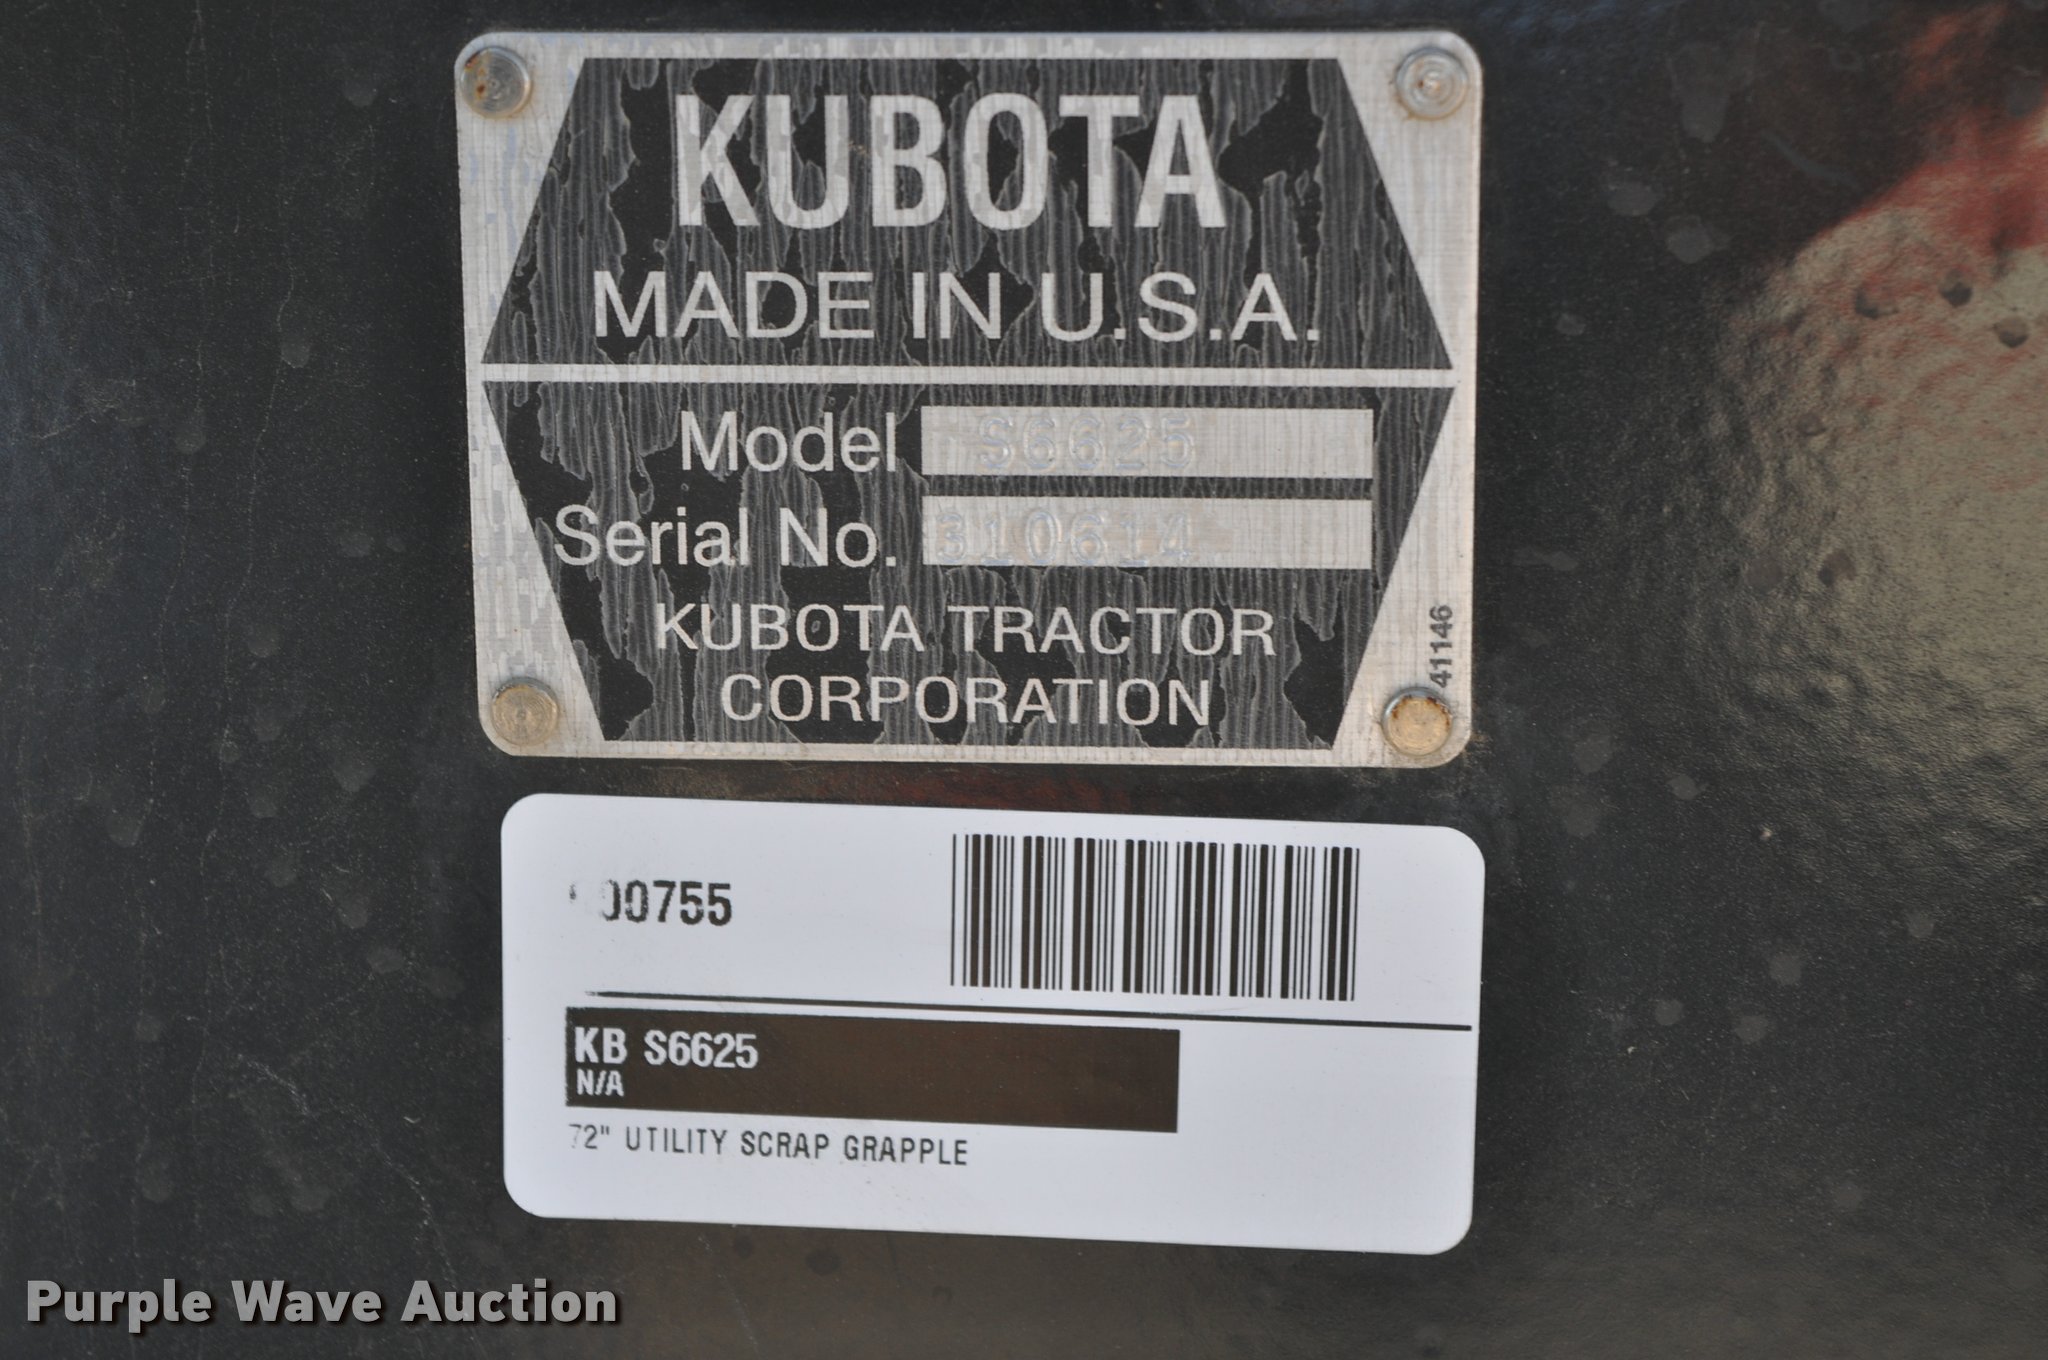 KUBOTA
MADE IN U.S.A.
Model S6625
Serial No. 310614
KUBOTA TRACTOR
CORPORATION
41146
00755
KB S6625
N/A
72" UTILITY SCRAP GRAPPLE
Purple Wave Auction